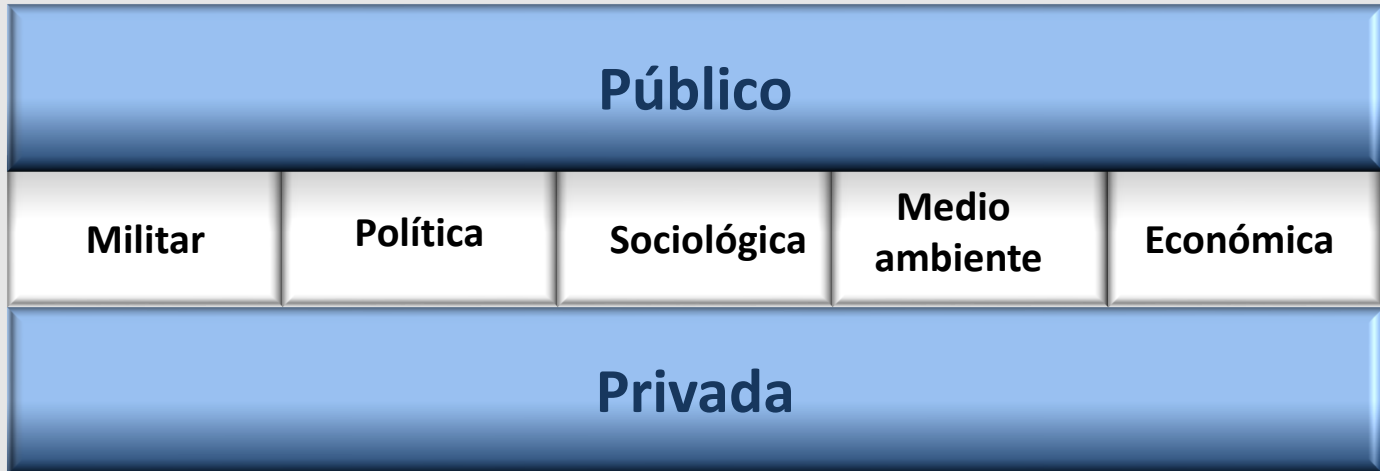 Público
Militar
Política
Sociológica
Medio
ambiente
Económica
Privada